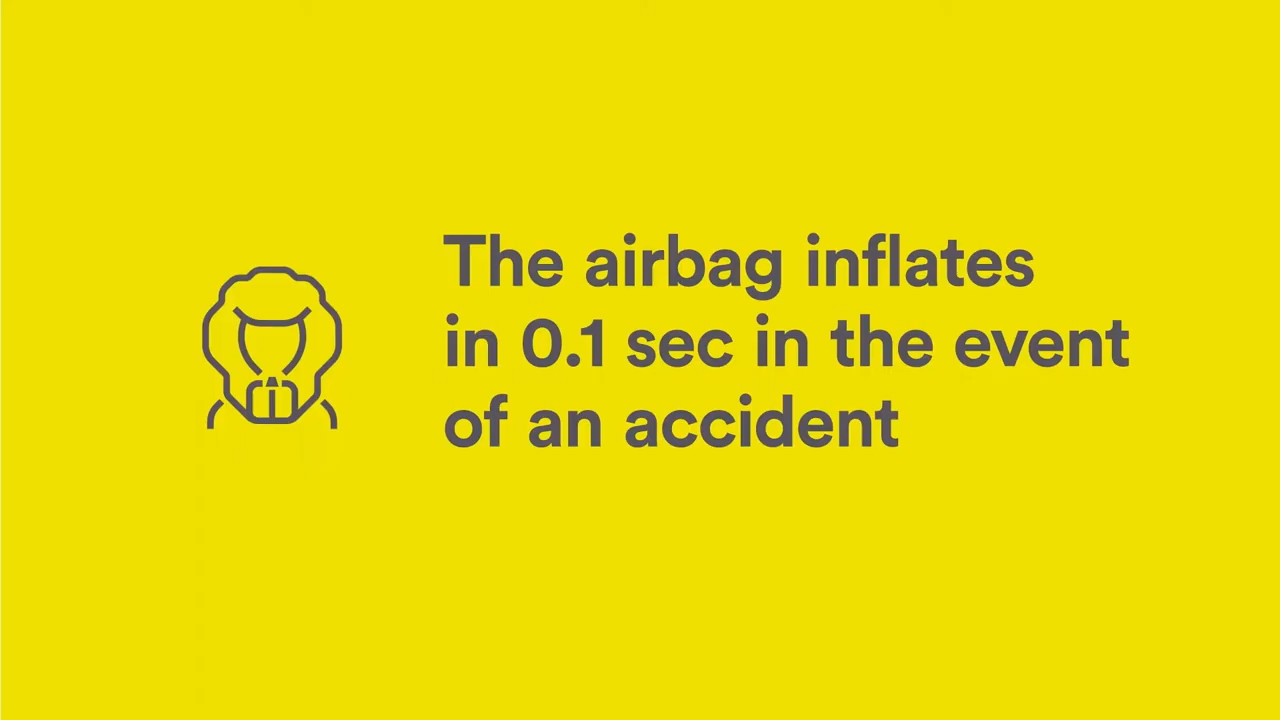 The airbag inflates
in 0.1 sec in the event
of an accident